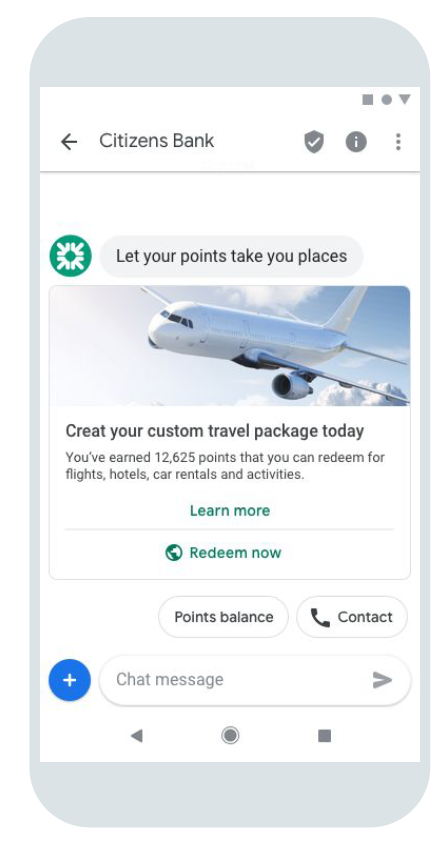 Citizens Bank
Let your points take you places
Creat your custom travel package today
You've earned 12,625 points that you can redeem for
flights, hotels, car rentals and activities.
Learn more
Redeem now
Points balance
Contact
Chat message